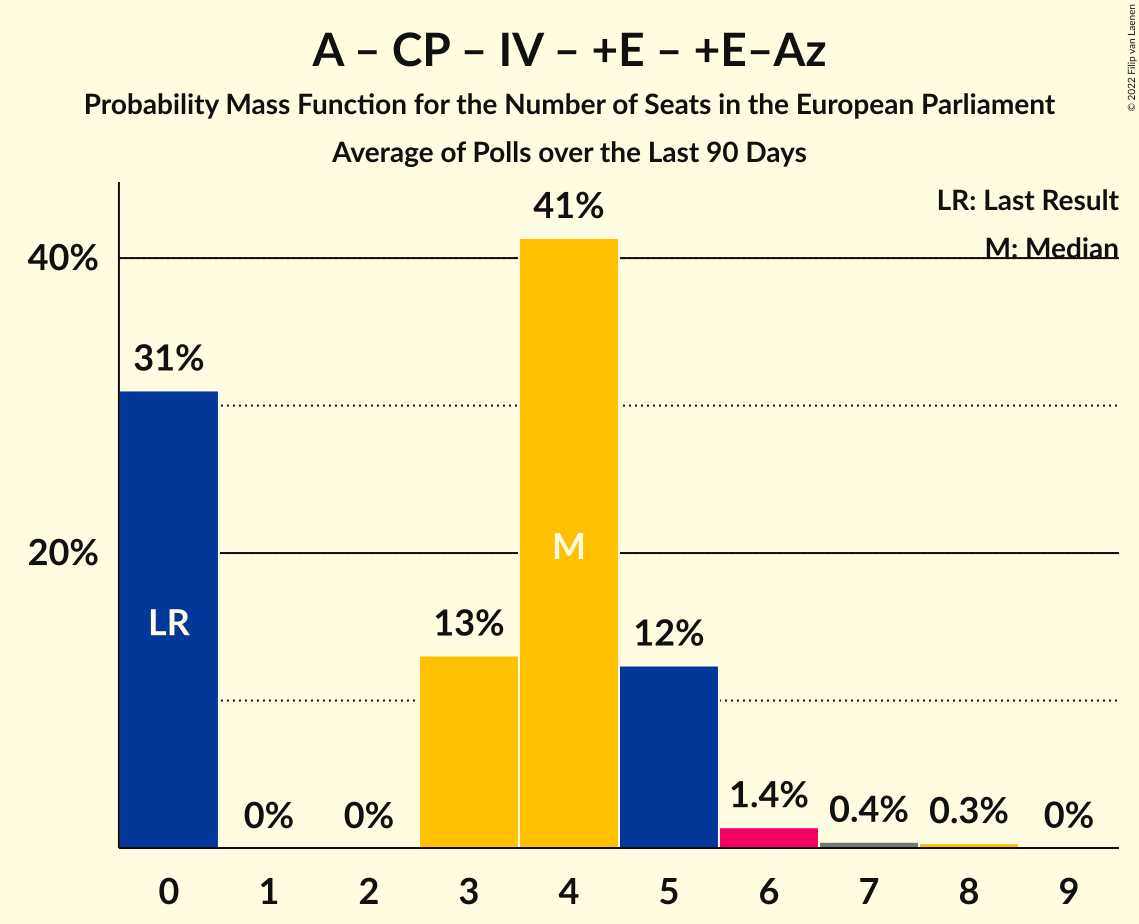 A – CP – IV – +E – +E–Az
Probability Mass Function for the Number of Seats in the European Parliament
Average of Polls over the Last 90 Days
© 2022 Filip van Laenen
LR: Last Result
M: Median
40%
20%
31%
0%
0%
13%
41%
12%
1.4%
0.4%
0.3%
0%
LR
M
0 1 2 3 4 5 6 7 8 9